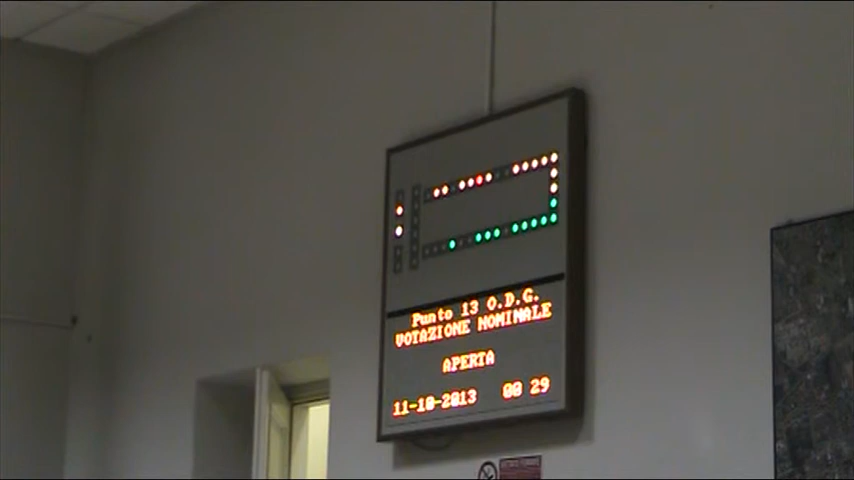 Punto 13 O.D.G.
VOTAZIONE NOMINALE
APERTA
11-10-2013 00 29